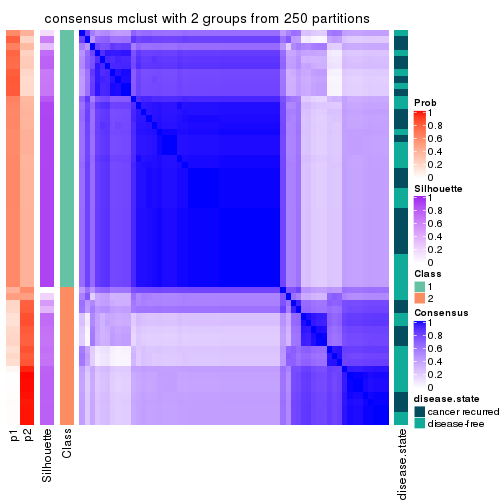 consensus mclust with 2 groups from 250 partitions
Prob
0.8
0.6
0.4
0.2
0
Silhouette
1
0.8
0.6
0.4
0.2
0
Class
1
2
Consensus
1
0.8
0.6
0.4
0.2
0
disease.state
cancer recurred
disease-free
p1
p2
Silhouette
Class
disease.state